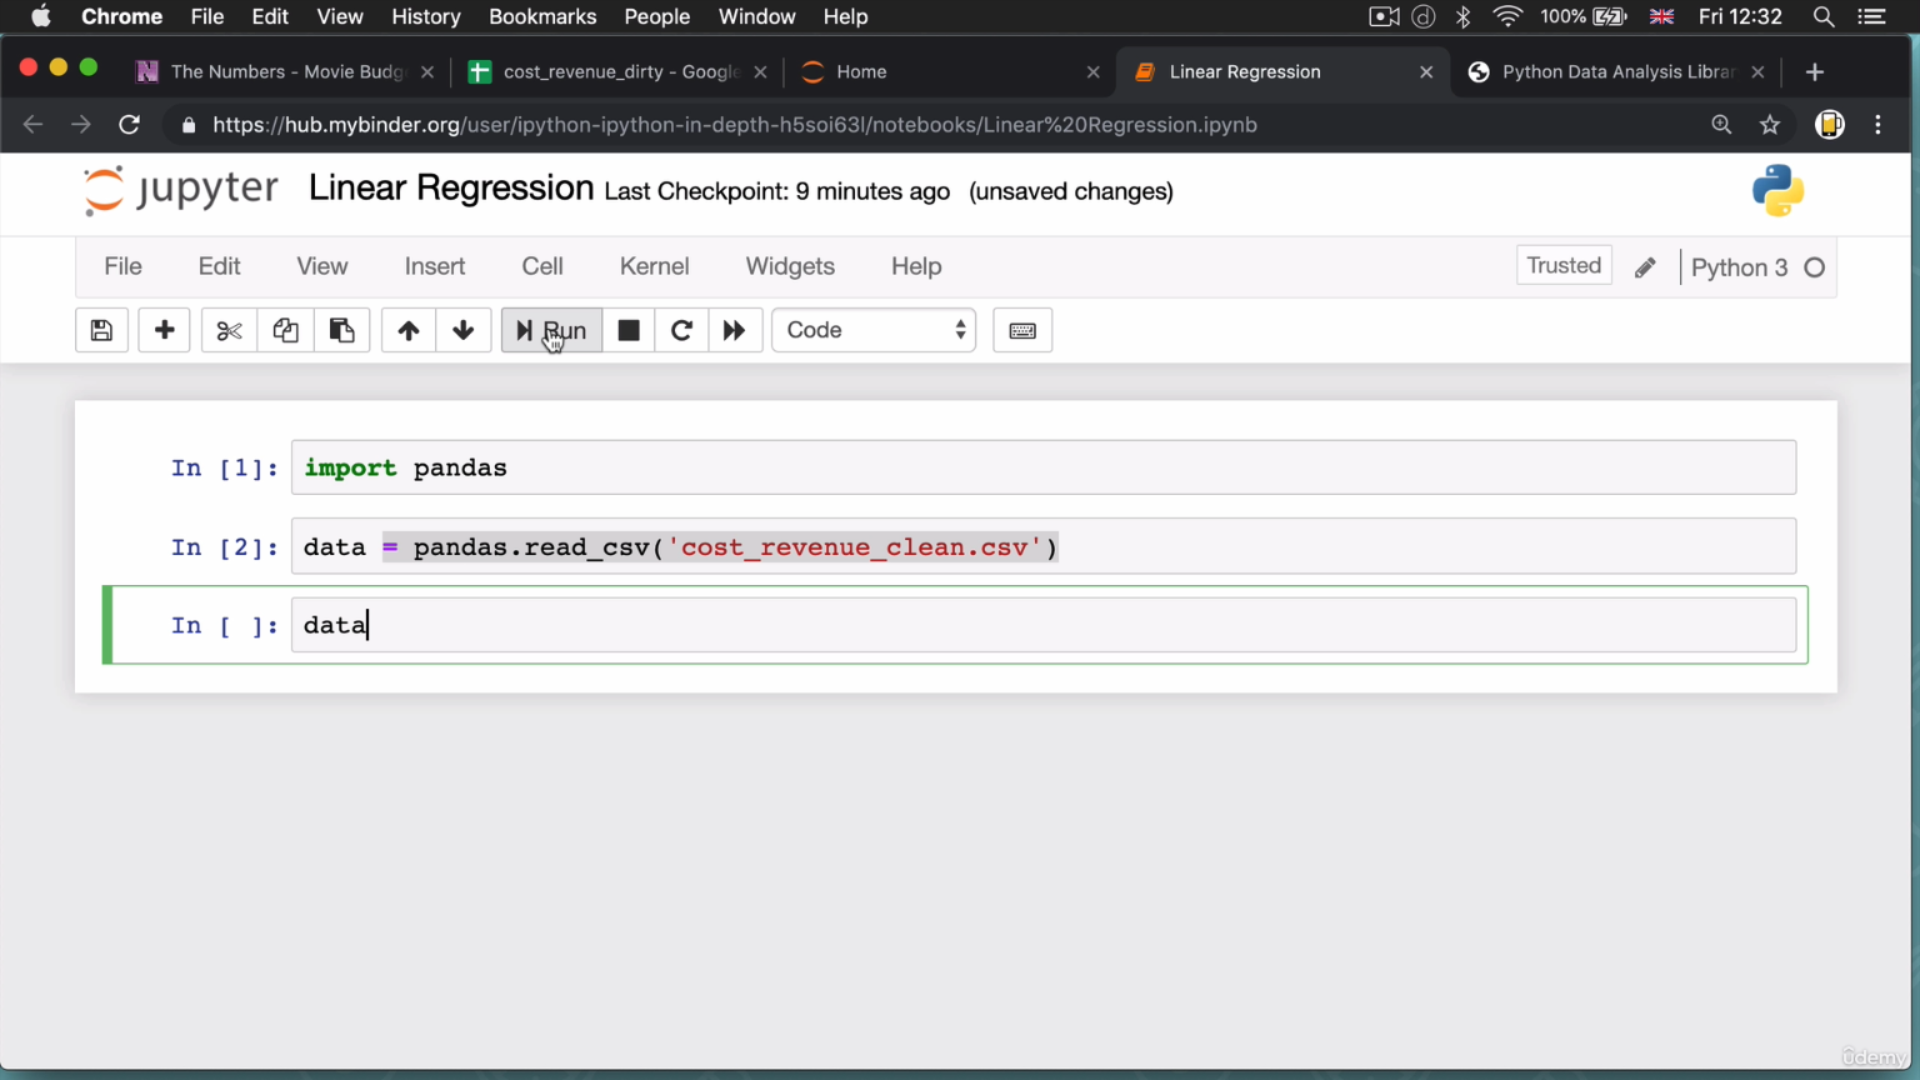 Chrome File Edit View History Bookmarks People Window Help 100% Fri 12:32
The Numbers - Movie Budg cost_revenue_dirty - Google Home Linear Regression Python Data Analysis Librar
https://hub.mybinder.org/user/ipython-ipython-in-depth-h5soi63l/notebooks/Linear%20Regression.ipynb
jupyter Linear Regression Last Checkpoint: 9 minutes ago (unsaved changes)
File Edit View Insert Cell Kernel Widgets Help Trusted Python 3
Run Code
In [1]: import pandas
In [2]: data = pandas.read_csv('cost_revenue_clean.csv')
In [ ]: data
ûdemy